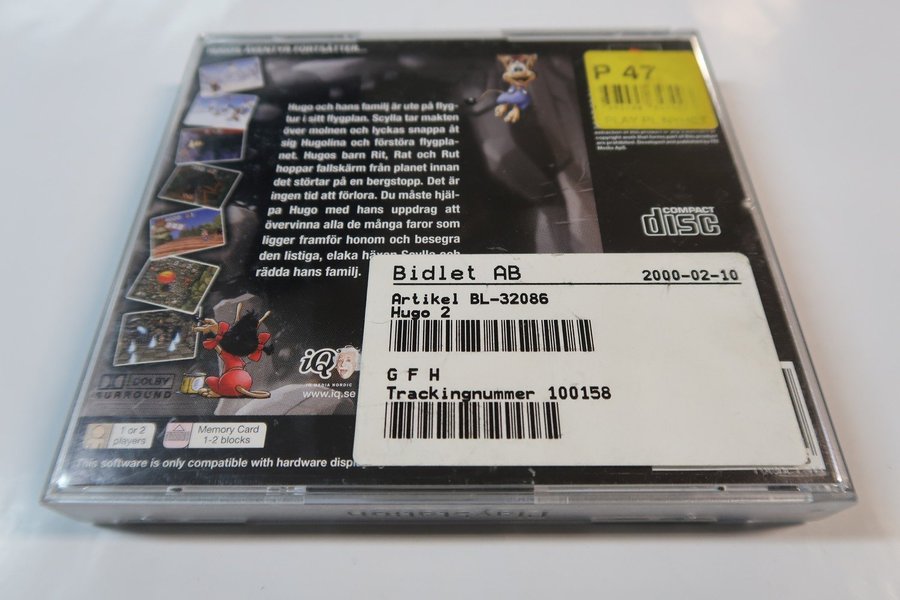 FORTSÄTTER...
Hugo och hans familj är ute på flyg-
tur i sitt flygplan. Scylla tar makten
över molnen och lyckas snappa åt
sig Hugolina och förstöra flygpla-
net. Hugos barn Rit, Rat och Rut
hoppar fallskärm från planet innan
det störtar på en bergstopp. Det är
ingen tid att förlora. Du måste hjäl-
pa Hugo med hans uppdrag att
övervinna alla de många faror som
ligger framför honom och besegra
den listiga, elaka häxan Scylla och
rädda hans familj.
P 47
COMPACT
disc
Bidlet AB 2000-02-10
Artikel BL-32086
Hugo 2
G F H
Trackingnummer 100158
iQ
IQ MEDIA NORDIC
www.iq.se
DOLBY
SURROUND
1 or 2
players
Memory Card
1-2 blocks
This software is only compatible with hardware
PlayStation